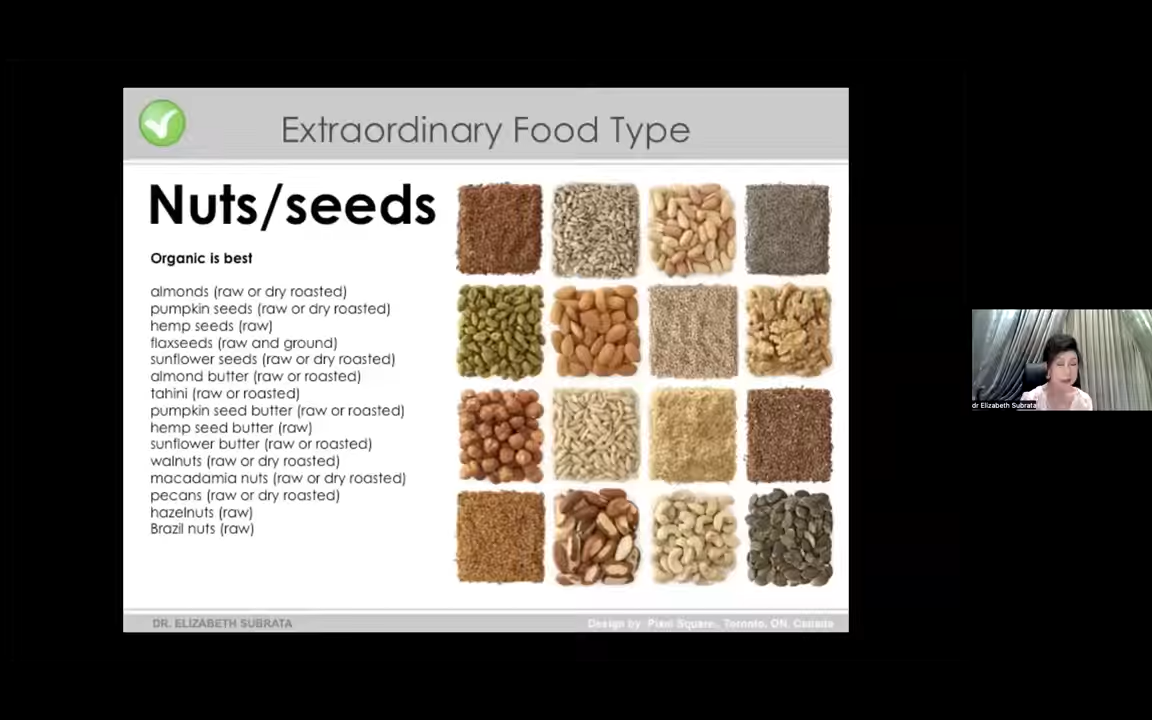 Extraordinary Food Type
Nuts/seeds
Organic is best
almonds (raw or dry roasted)
pumpkin seeds (raw or dry roasted)
hemp seeds (raw)
flaxseeds (raw and ground)
sunflower seeds (raw or dry roasted)
almond butter (raw or roasted)
tahini (raw or roasted)
pumpkin seed butter (raw or roasted)
hemp seed butter (raw)
sunflower butter (raw or roasted)
walnuts (raw or dry roasted)
macadamia nuts (raw or dry roasted)
pecans (raw or dry roasted)
hazelnuts (raw)
Brazil nuts (raw)
DR. ELIZABETH SUBRATA
Design by: Pixel Square., Toronto, ON, Canada
dr Elizabeth Subrata